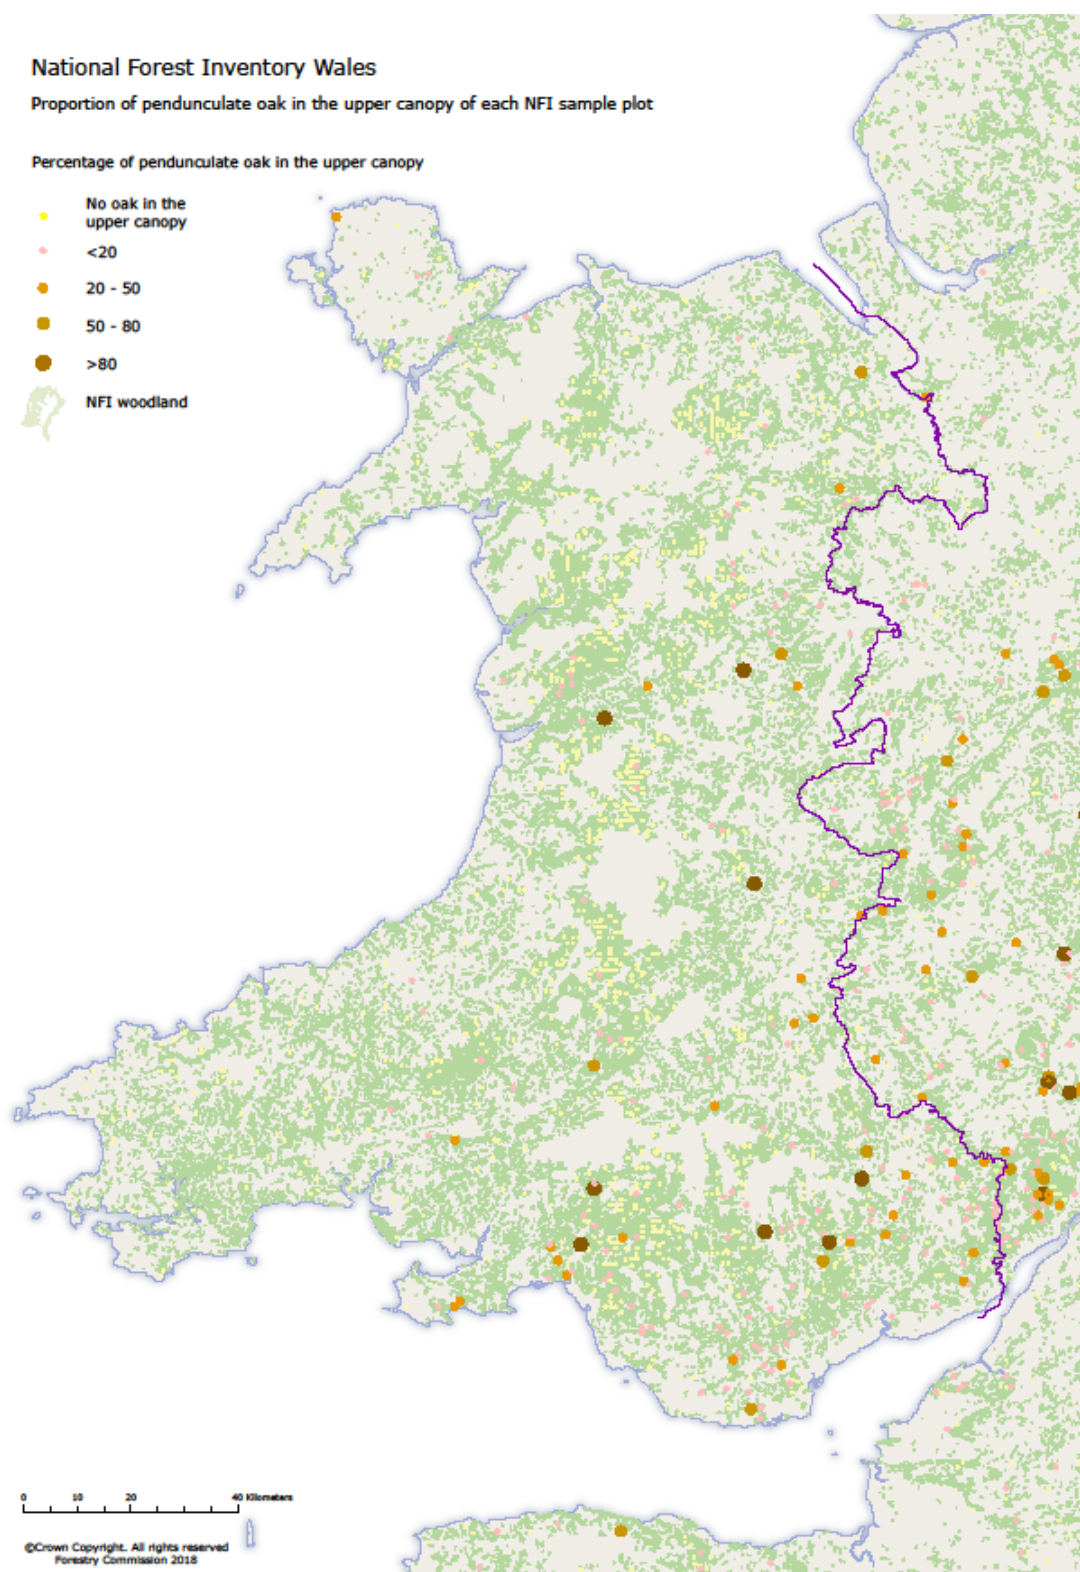 National Forest Inventory Wales
Proportion of pendunculate oak in the upper canopy of each NFI sample plot
Percentage of pendunculate oak in the upper canopy
No oak in the
upper canopy
<20
20 - 50
50 - 80
>80
NFI woodland
0 10 20 40 Kilometers
©Crown Copyright. All rights reserved
Forestry Commission 2018